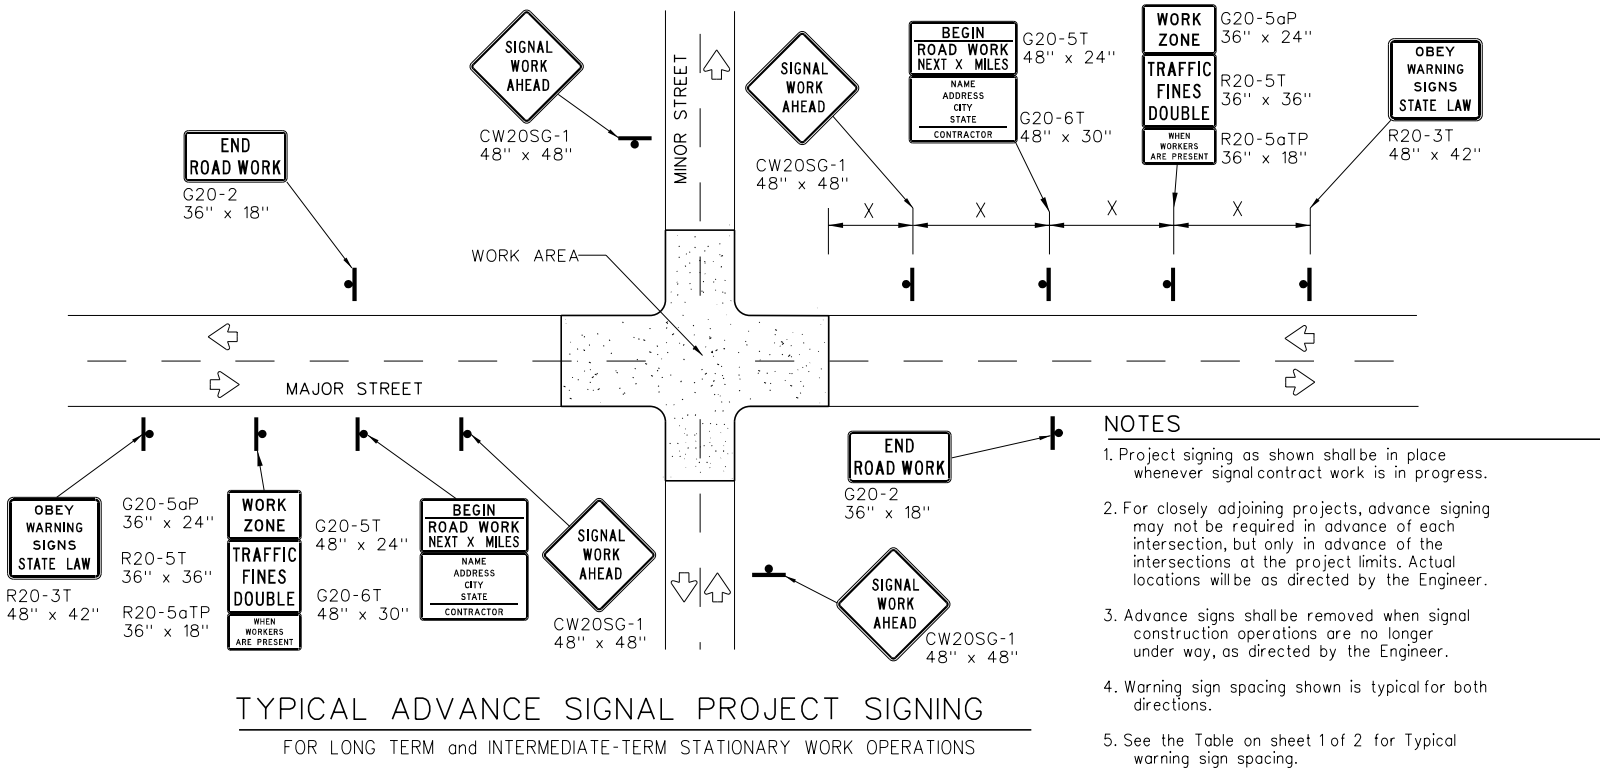 SIGNAL
WORK
AHEAD
CW20SG-1
48" x 48"
END
ROAD WORK
G20-2
36" x 18"
MINOR STREET
SIGNAL
WORK
AHEAD
CW20SG-1
48" x 48"
BEGIN
ROAD WORK
NEXT X MILES
NAME
ADDRESS
CITY
STATE
CONTRACTOR
G20-5T
48" x 24"
G20-6T
48" x 30"
WORK
ZONE
TRAFFIC
FINES
DOUBLE
WHEN
WORKERS
ARE PRESENT
G20-5aP
36" x 24"
R20-5T
36" x 36"
R20-5aTP
36" x 18"
OBEY
WARNING
SIGNS
STATE LAW
R20-3T
48" x 42"
X
X
X
X
WORK AREA
MAJOR STREET
OBEY
WARNING
SIGNS
STATE LAW
R20-3T
48" x 42"
G20-5aP
36" x 24"
R20-5T
36" x 36"
R20-5aTP
36" x 18"
WORK
ZONE
TRAFFIC
FINES
DOUBLE
WHEN
WORKERS
ARE PRESENT
G20-5T
48" x 24"
G20-6T
48" x 30"
BEGIN
ROAD WORK
NEXT X MILES
NAME
ADDRESS
CITY
STATE
CONTRACTOR
SIGNAL
WORK
AHEAD
CW20SG-1
48" x 48"
END
ROAD WORK
G20-2
36" x 18"
SIGNAL
WORK
AHEAD
CW20SG-1
48" x 48"
NOTES
1. Project signing as shown shall be in place
whenever signal contract work is in progress.
2. For closely adjoining projects, advance signing
may not be required in advance of each
intersection, but only in advance of the
intersections at the project limits. Actual
locations will be as directed by the Engineer.
3. Advance signs shall be removed when signal
construction operations are no longer
under way, as directed by the Engineer.
4. Warning sign spacing shown is typical for both
directions.
5. See the Table on sheet 1 of 2 for Typical
warning sign spacing.
TYPICAL ADVANCE SIGNAL PROJECT SIGNING
FOR LONG TERM and INTERMEDIATE-TERM STATIONARY WORK OPERATIONS